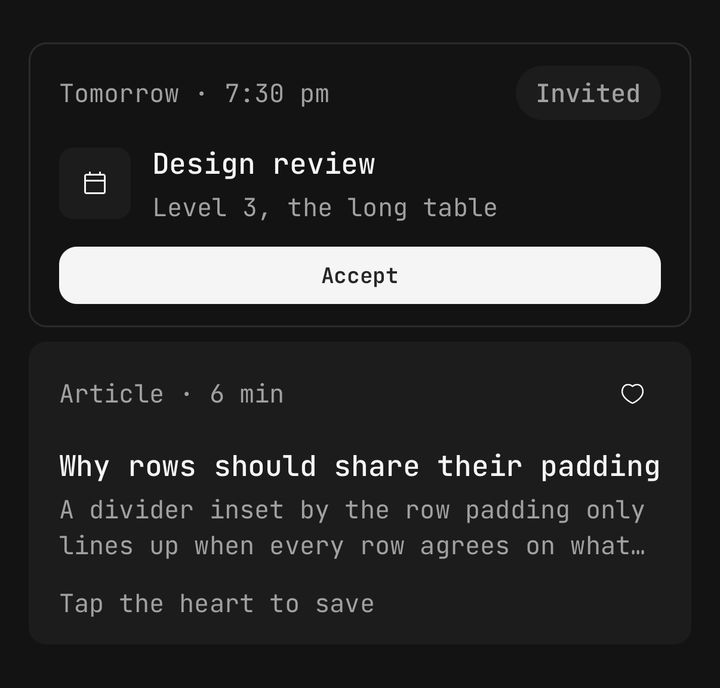 Tomorrow · 7:30 pm
Invited
Design review
Level 3, the long table
Accept
Article · 6 min
Why rows should share their padding
A divider inset by the row padding only
lines up when every row agrees on what…
Tap the heart to save